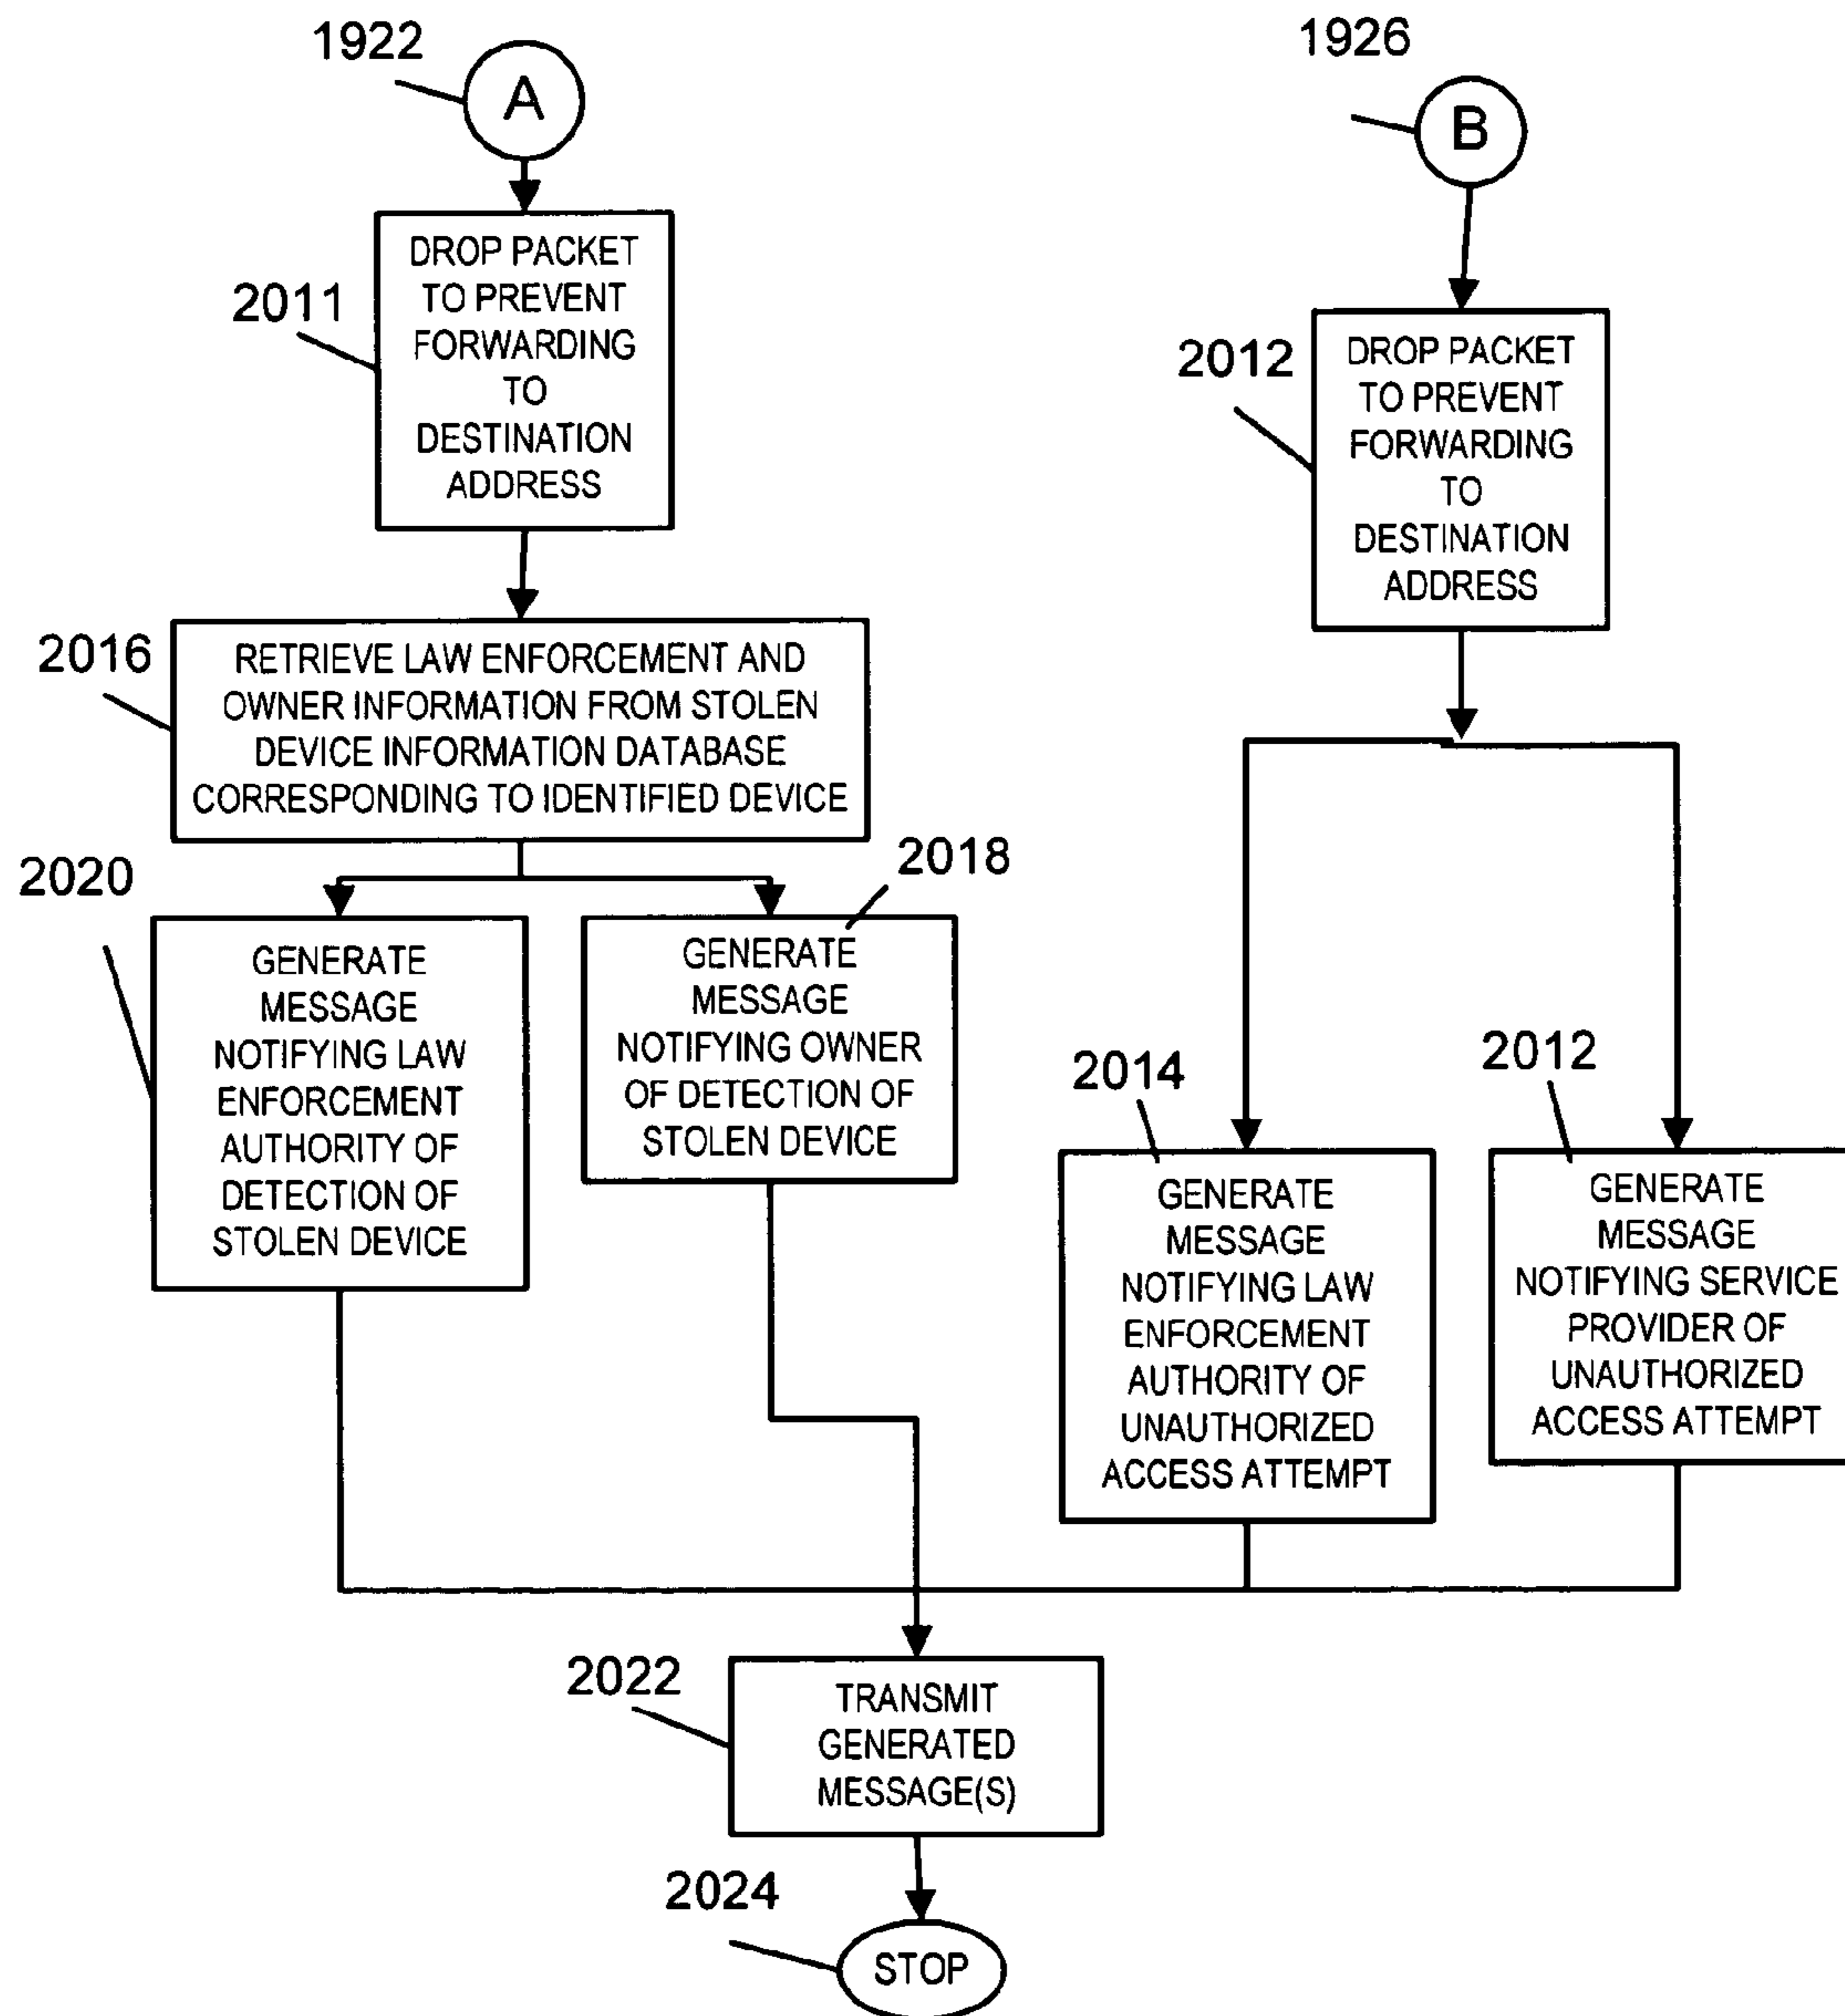 1922
A
1926
B
2011
DROP PACKET
TO PREVENT
FORWARDING
TO
DESTINATION
ADDRESS
2012
DROP PACKET
TO PREVENT
FORWARDING
TO
DESTINATION
ADDRESS
2016
RETRIEVE LAW ENFORCEMENT AND
OWNER INFORMATION FROM STOLEN
DEVICE INFORMATION DATABASE
CORRESPONDING TO IDENTIFIED DEVICE
2020
GENERATE
MESSAGE
NOTIFYING LAW
ENFORCEMENT
AUTHORITY OF
DETECTION OF
STOLEN DEVICE
2018
GENERATE
MESSAGE
NOTIFYING OWNER
OF DETECTION OF
STOLEN DEVICE
2014
GENERATE
MESSAGE
NOTIFYING LAW
ENFORCEMENT
AUTHORITY OF
UNAUTHORIZED
ACCESS ATTEMPT
2012
GENERATE
MESSAGE
NOTIFYING SERVICE
PROVIDER OF
UNAUTHORIZED
ACCESS ATTEMPT
2022
TRANSMIT
GENERATED
MESSAGE(S)
2024
STOP